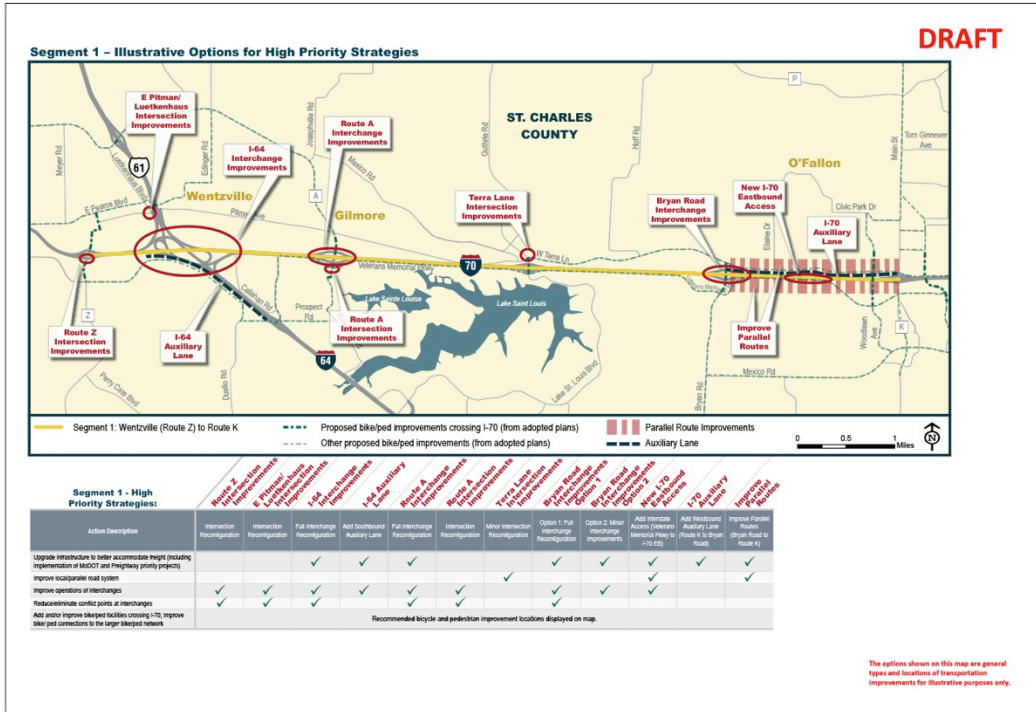 DRAFT
Segment 1 – Illustrative Options for High Priority Strategies
E Pitman/
Luetkenhaus
Intersection
Improvements
I-64
Interchange
Improvements
Route A
Interchange
Improvements
ST. CHARLES
COUNTY
P
Tom Ginnever
Ave
Main St
Meyer Rd
Luetkenhaus Blvd
61
Edinger Rd
Josephville Rd
Mexico Rd
Guthrie Rd
Hoff Rd
O'Fallon
Wentzville
A
Gilmore
Terra Lane
Intersection
Improvements
Bryan Road
Interchange
Improvements
New I-70
Eastbound
Access
I-70
Auxiliary
Lane
E Pearce Blvd
Civic Park Dr
Elaine Dr
W Terra Ln
70
Veterans Memorial Pkwy
Callahan Rd
Prospect
Rd
Lake Sainte Louise
Lake Saint Louis
Z
K
Woodlawn
Ave
Route Z
Intersection
Improvements
I-64
Auxiliary
Lane
Route A
Intersection
Improvements
64
Improve
Parallel
Routes
Mexico Rd
Perry Cate Blvd
Duello Rd
Lake St. Louis Blvd
Bryan Rd
Segment 1: Wentzville (Route Z) to Route K
Proposed bike/ped improvements crossing I-70 (from adopted plans)
Other proposed bike/ped improvements (from adopted plans)
Parallel Route Improvements
Auxiliary Lane
0 0.5 1
Miles
N
Segment 1 - High
Priority Strategies:
Route Z
Intersection
Improvements
E Pitman/
Luetkenhaus
Intersection
Improvements
I-64
Interchange
Improvements
I-64 Auxiliary
Lane
Route A
Interchange
Improvements
Route A
Intersection
Improvements
Terra Lane
Intersection
Improvements
Bryan Road
Interchange
Improvements
Option 1
Bryan Road
Interchange
Improvements
Option 2
New I-70
Eastbound
Access
I-70
Auxiliary
Lane
Improve
Parallel
Routes
Action Description
Intersection
Reconfiguration
Intersection
Reconfiguration
Full Interchange
Reconfiguration
Add Southbound
Auxiliary Lane
Full Interchange
Reconfiguration
Intersection
Reconfiguration
Minor Intersection
Reconfiguration
Option 1: Full
Interchange
Reconfiguration
Option 2: Minor
Interchange
Improvements
Add Interstate
Access (Veterans
Memorial Pkwy to
I-70 EB)
Add Westbound
Auxiliary Lane
(Route K to Bryan
Road)
Improve Parallel
Routes
(Bryan Road to
Route K)
Upgrade infrastructure to better accommodate freight (including
implementation of MoDOT and Freightway priority projects)
Improve local/parallel road system
Improve operations of interchanges
Reduce/eliminate conflict points at interchanges
Add and/or improve bike/ped facilities crossing I-70; Improve
bike/ ped connections to the larger bike/ped network
Recommended bicycle and pedestrian improvement locations displayed on map.
The options shown on this map are general
types and locations of transportation
improvements for illustrative purposes only.